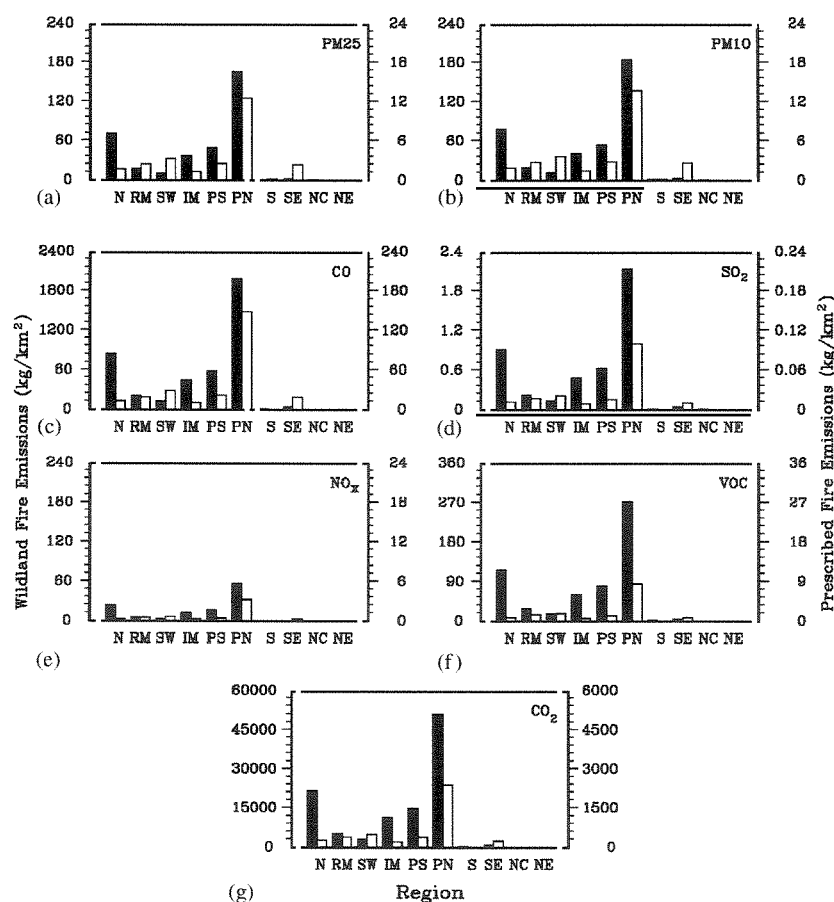 240 24 240 24
PM25 PM10
180 18 180 18
120 12 120 12
60 6 60 6
0 0 0 0
N RM SW IM PS PN S SE NC NE N RM SW IM PS PN S SE NC NE
(a) (b)
2400 240 2.4 0.24
CO SO₂
1800 180 1.8 0.18
1200 120 1.2 0.12
80 60 0.6 0.06
0 0 0 0
N RM SW IM PS PN S SE NC NE N RM SW IM PS PN S SE NC NE
(c) (d)
240 24 360 36
NOx VOC
180 18 270 27
120 12 180 18
60 6 90 9
0 0 0 0
N RM SW IM PS PN S SE NC NE N RM SW IM PS PN S SE NC NE
(e) (f)
Wildland Fire Emissions (kg/km²)
Prescribed Fire Emissions (kg/km²)
60000 6000
CO₂
45000 4500
30000 3000
15000 1500
0 0
N RM SW IM PS PN S SE NC NE
(g) Region